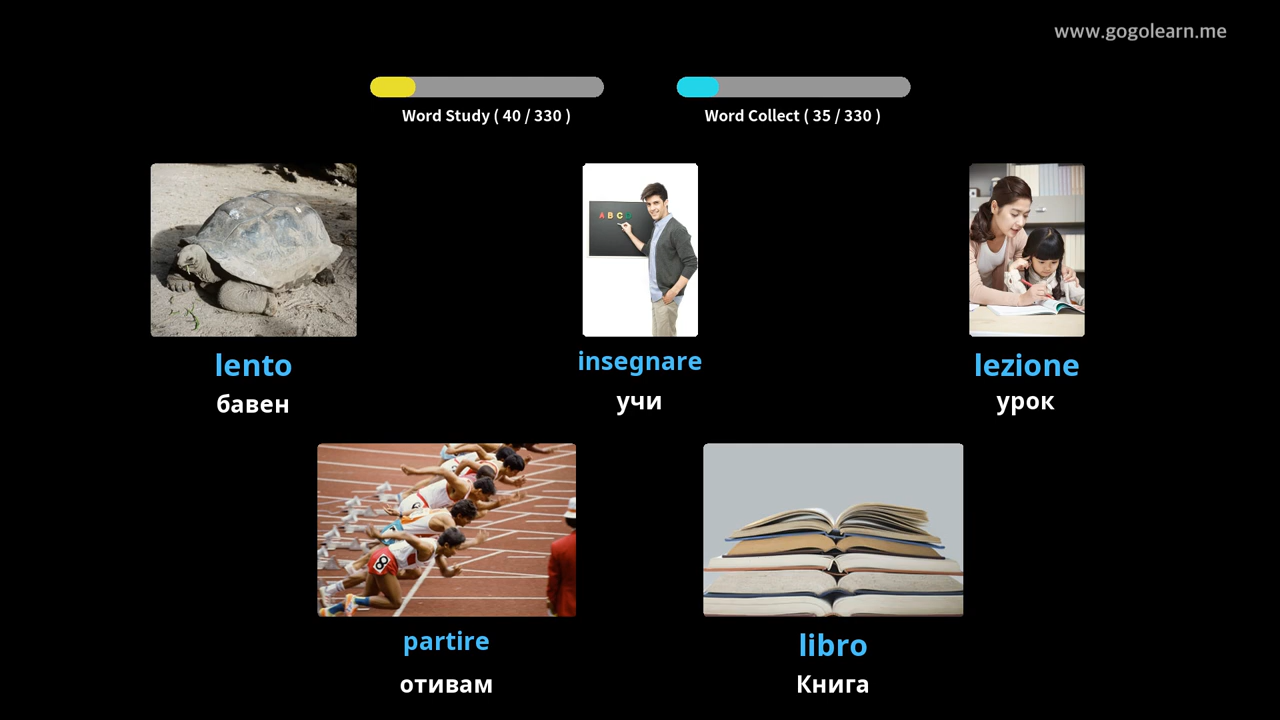 www.gogolearn.me
Word Study ( 40 / 330 )
Word Collect ( 35 / 330 )
A B C D
lento
бавен
insegnare
учи
lezione
урок
8
partire
отивам
libro
Книга